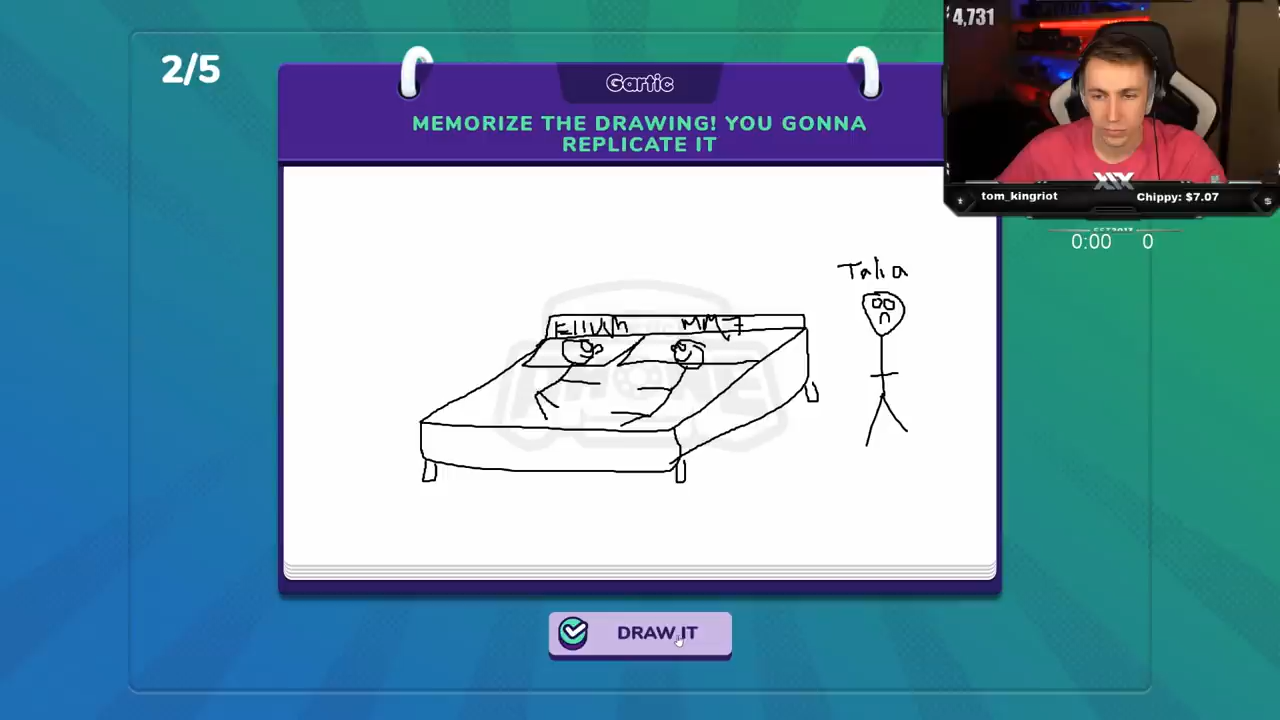 4,731
2/5
Gartic
MEMORIZE THE DRAWING! YOU GONNA
REPLICATE IT
tom_kingriot
Chippy: $7.07
0:00 0
Talia
MM7
DRAW IT